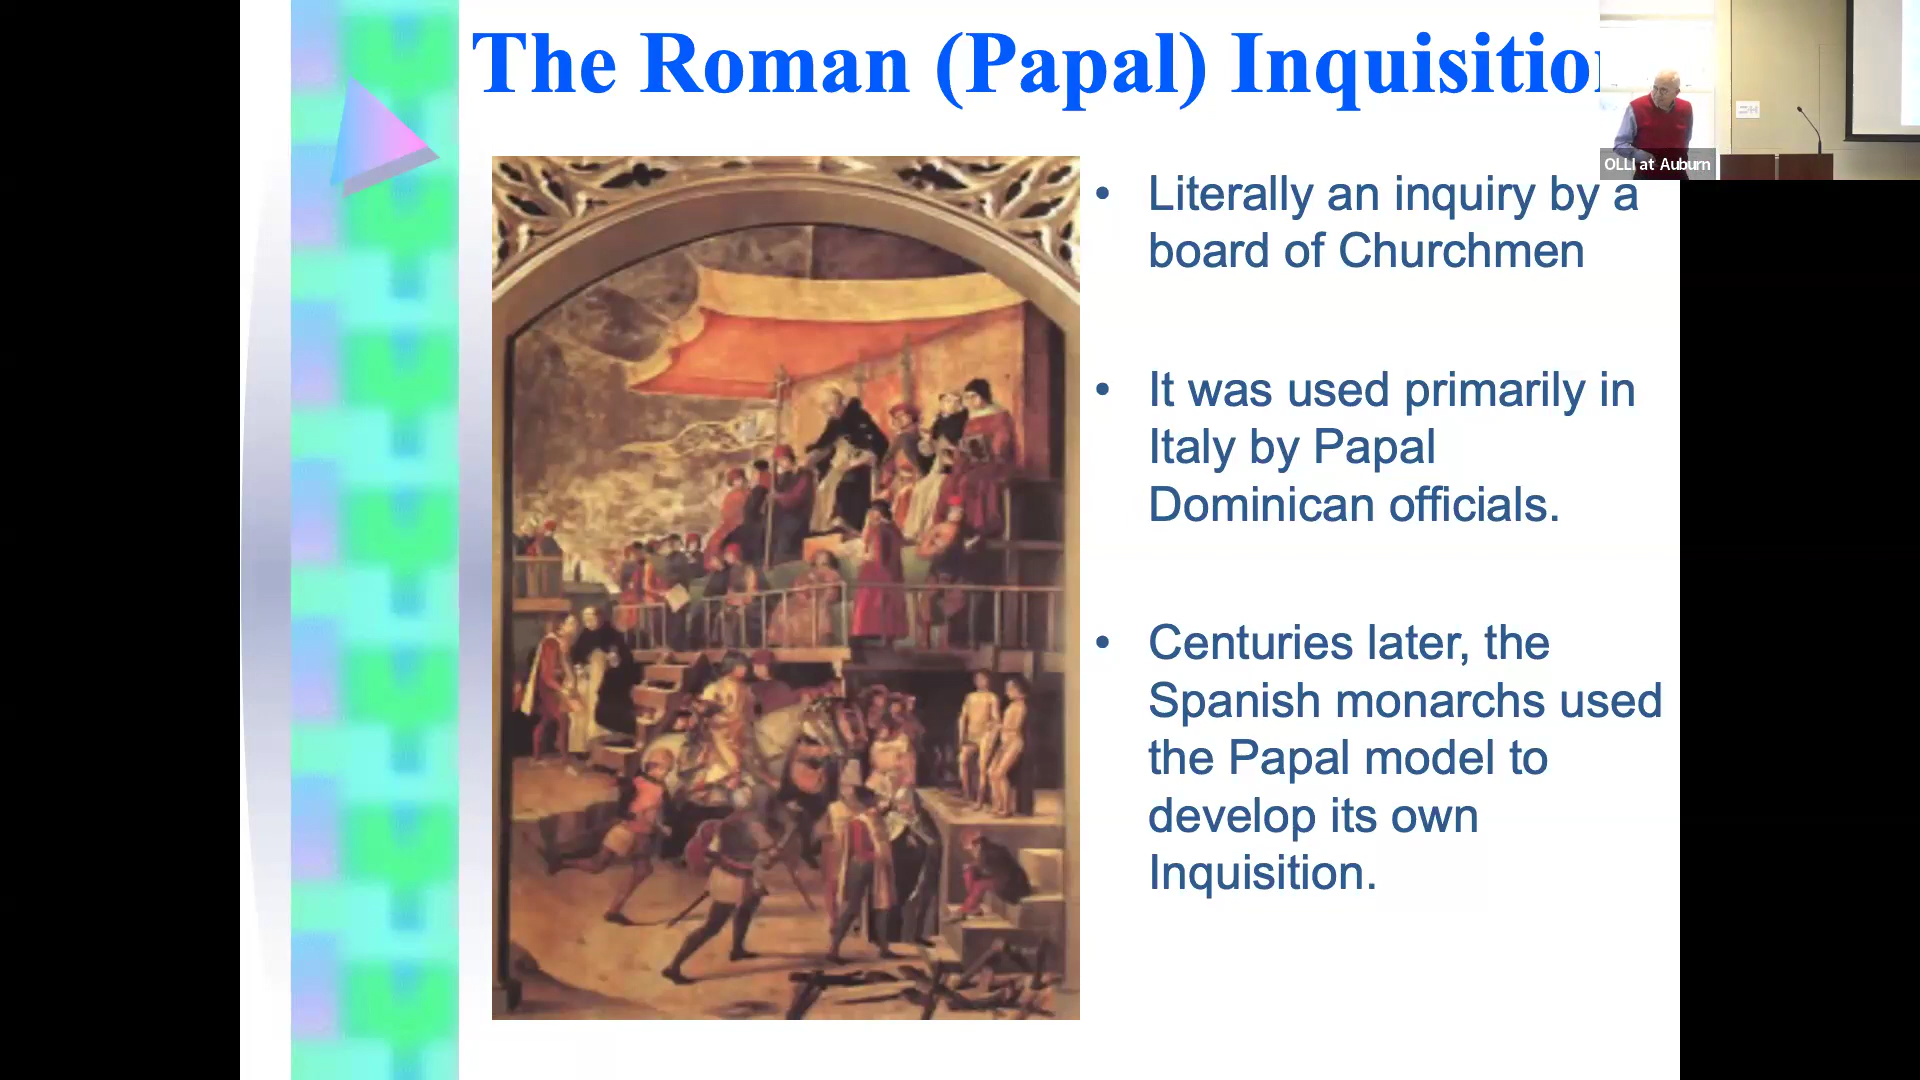 The Roman (Papal) Inquisition
OLLI at Auburn
• Literally an inquiry by a
board of Churchmen
• It was used primarily in
Italy by Papal
Dominican officials.
• Centuries later, the
Spanish monarchs used
the Papal model to
develop its own
Inquisition.